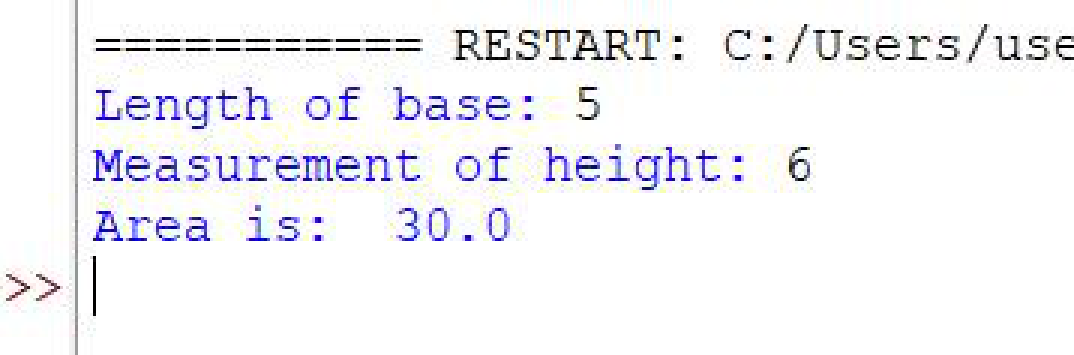 =========== RESTART: C:/Users/use
Length of base: 5
Measurement of height: 6
Area is:  30.0
>>